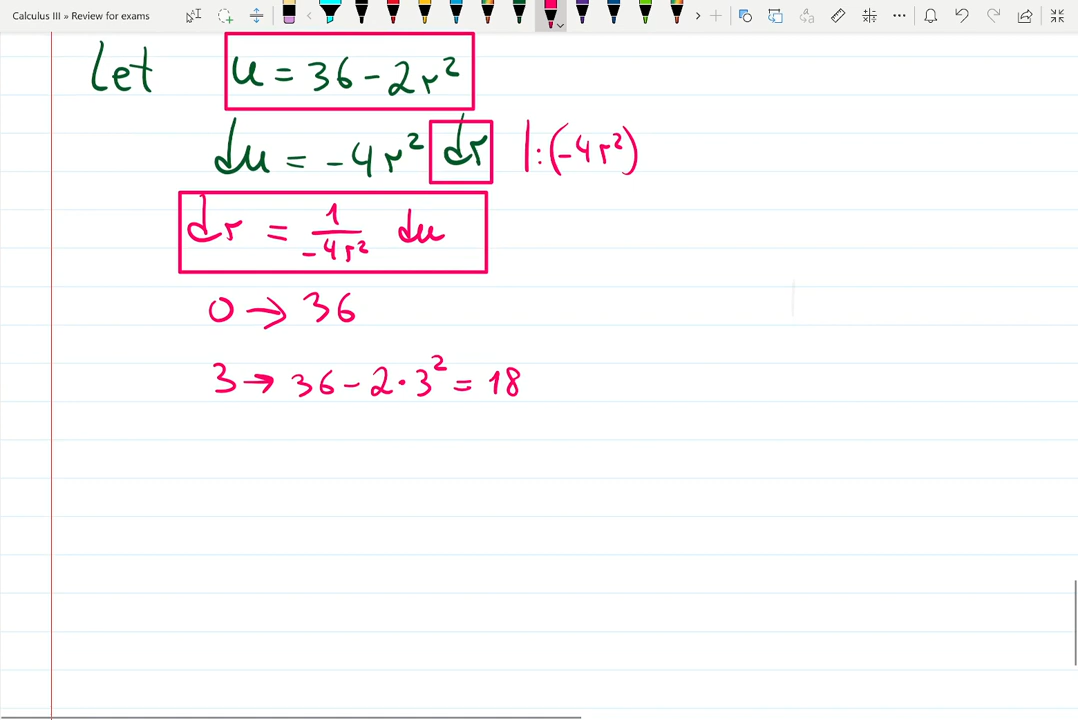 Calculus III » Review for exams
Let u = 36 - 2r²
du = -4r² dr |:(-4r²)
dr = 1/(-4r²) du
0 → 36
3 → 36 - 2·3² = 18